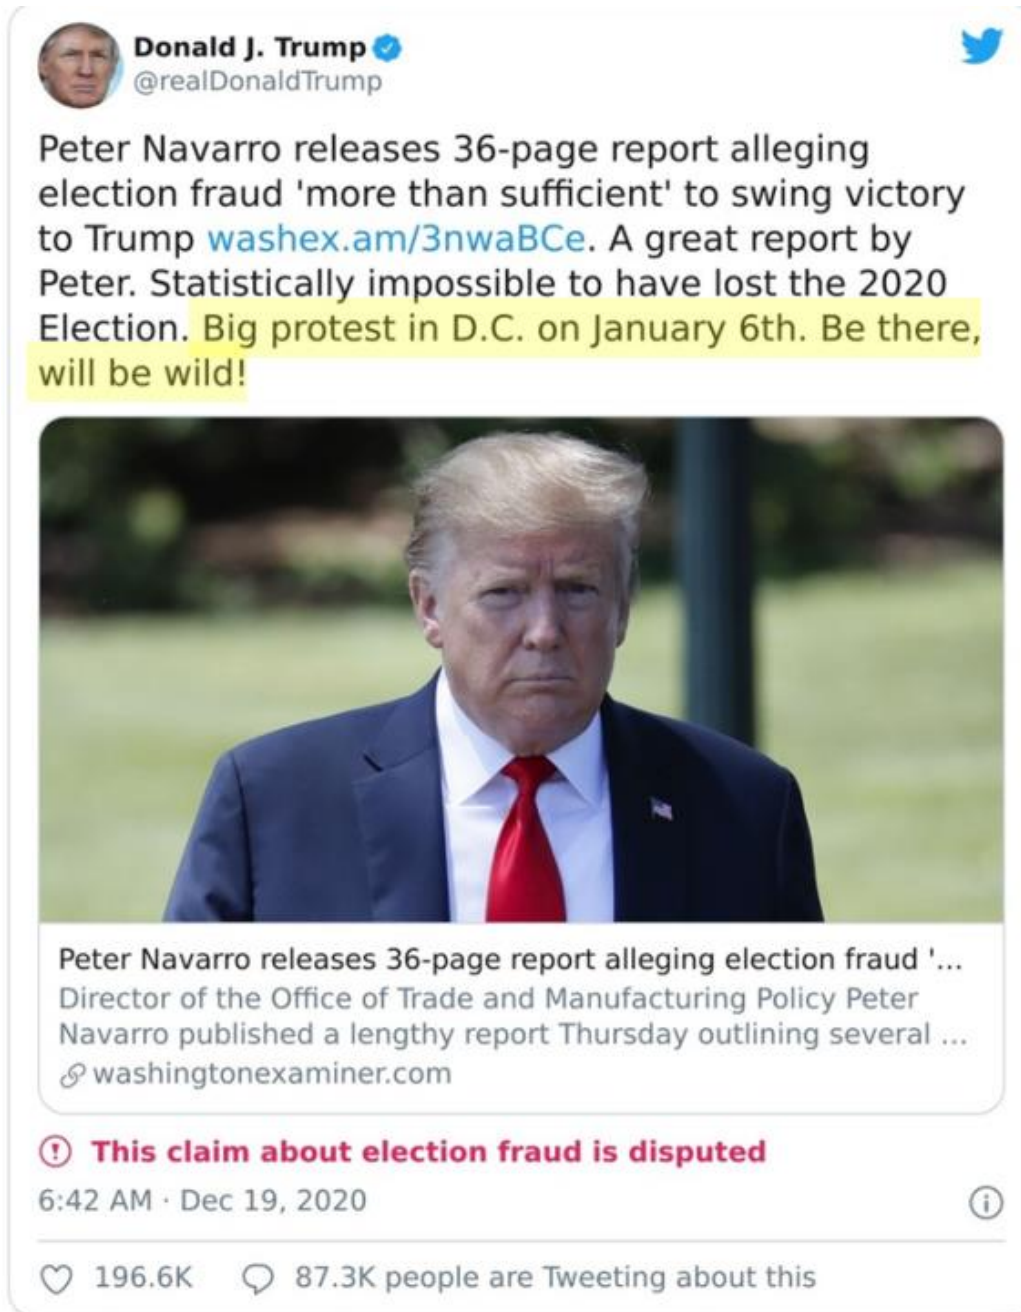 Donald J. Trump
@realDonaldTrump
Peter Navarro releases 36-page report alleging
election fraud 'more than sufficient' to swing victory
to Trump washex.am/3nwaBCe. A great report by
Peter. Statistically impossible to have lost the 2020
Election. Big protest in D.C. on January 6th. Be there,
will be wild!
Peter Navarro releases 36-page report alleging election fraud '...
Director of the Office of Trade and Manufacturing Policy Peter
Navarro published a lengthy report Thursday outlining several ...
washingtonexaminer.com
This claim about election fraud is disputed
6:42 AM · Dec 19, 2020
196.6K 87.3K people are Tweeting about this